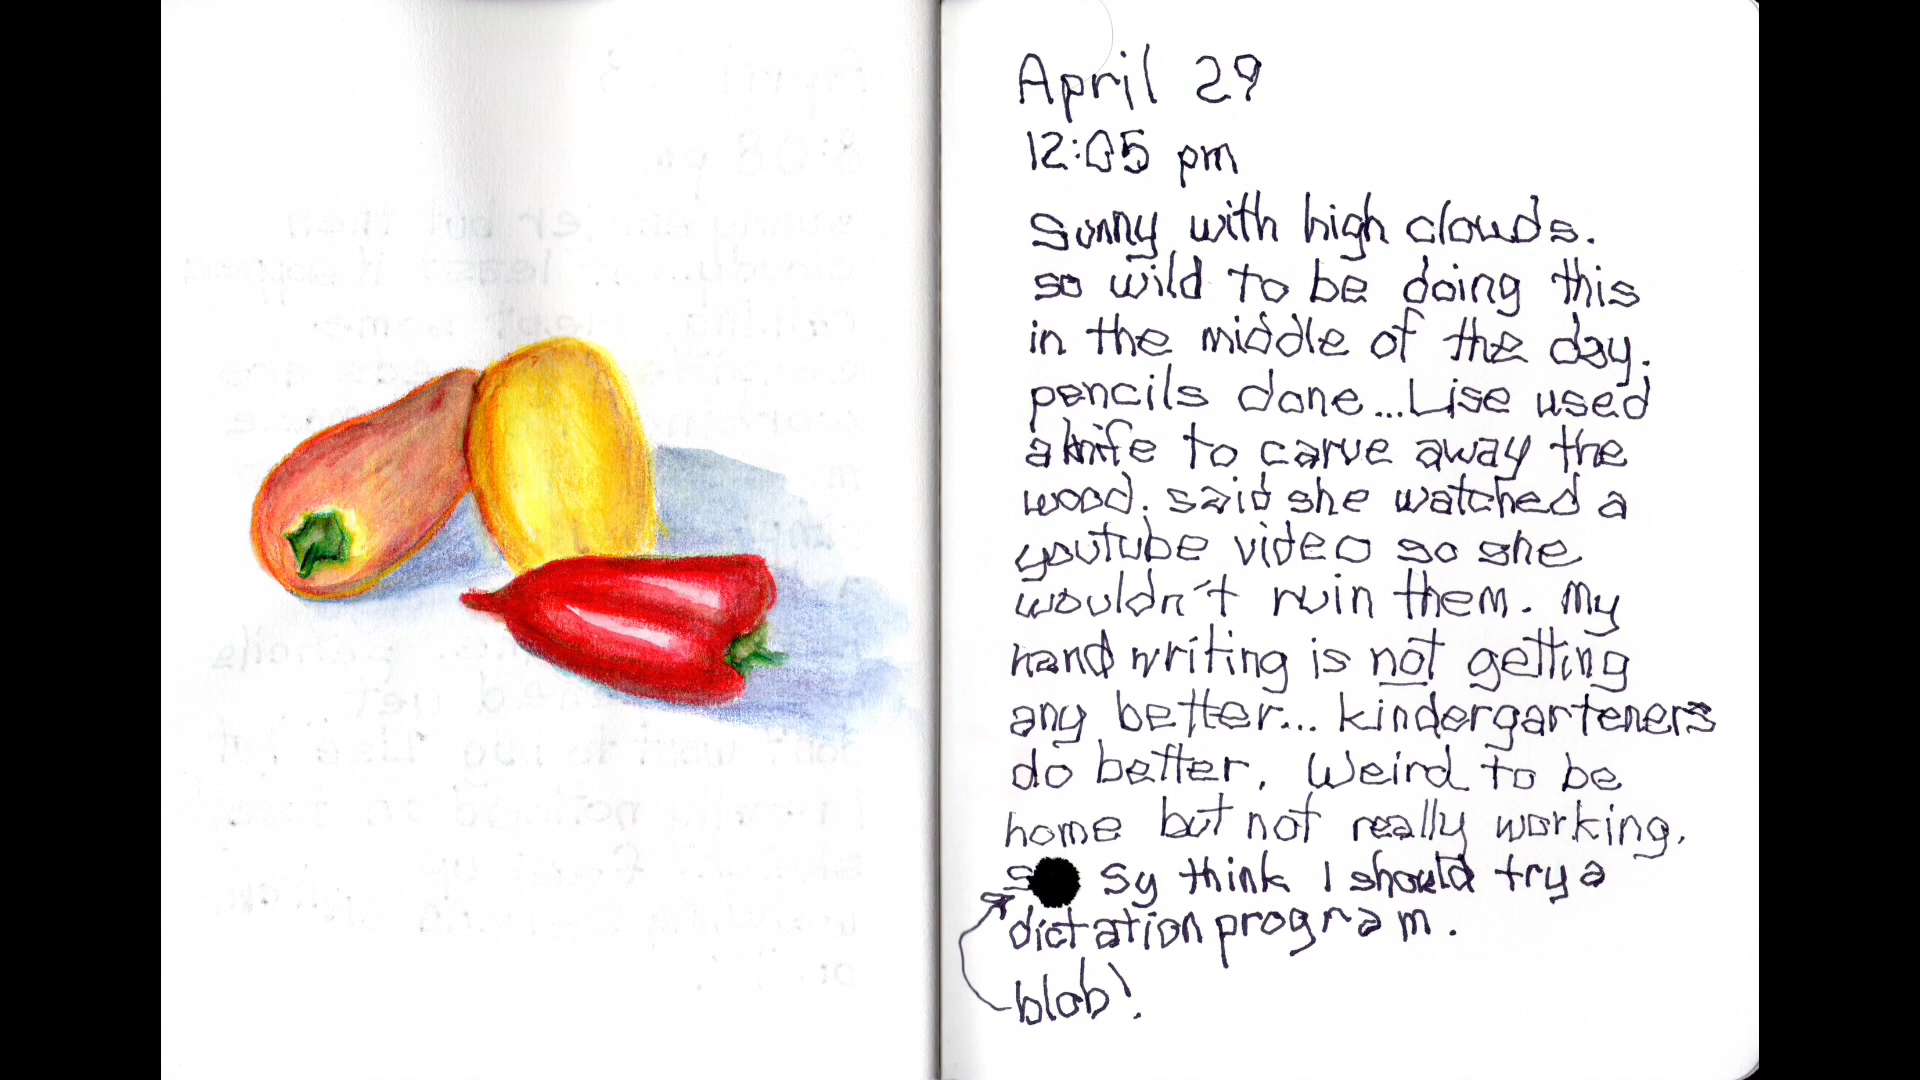 April 29
12:05 pm
Sunny with high clouds.
so wild to be doing this
in the middle of the day.
pencils done...Lise used
a knife to carve away the
wood. said she watched a
youtube video so she
wouldn't ruin them. My
hand writing is not getting
any better... kindergarteners
do better. Weird to be
home but not really working.
S Sy think I should try a
dictation program.
blob!